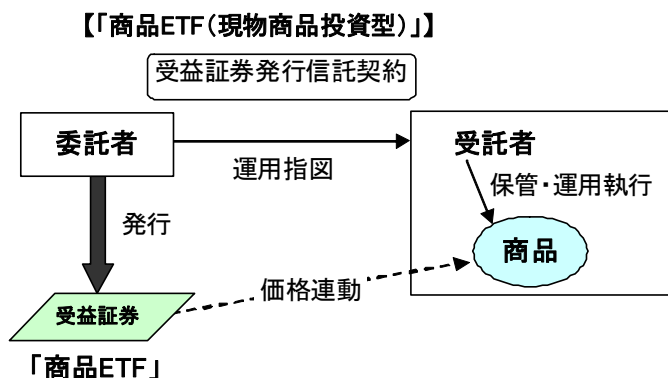 【「商品ETF(現物商品投資型)」】
受益証券発行信託契約
委託者
運用指図
受託者
保管・運用執行
商品
発行
価格連動
受益証券
「商品ETF」